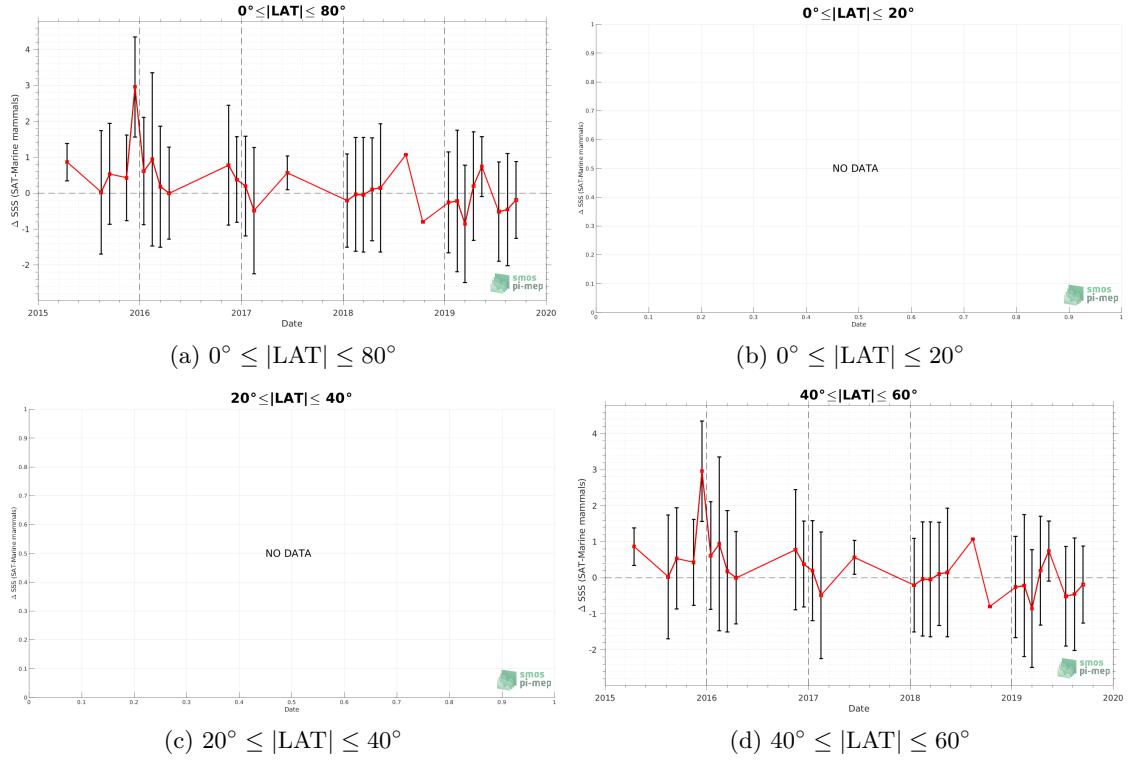 0°≤|LAT|≤ 80°
Δ SSS (SAT-Marine mammals)
4
3
2
1
0
-1
-2
2015 2016 2017 2018 2019 2020
Date
smos
pi-mep
(a) 0° ≤ |LAT| ≤ 80°
0°≤|LAT|≤ 20°
Δ SSS (SAT-Marine mammals)
1
0.9
0.8
0.7
0.6
0.5
0.4
0.3
0.2
0.1
0
NO DATA
0 0.1 0.2 0.3 0.4 0.5 0.6 0.7 0.8 0.9 1
Date
smos
pi-mep
(b) 0° ≤ |LAT| ≤ 20°
20°≤|LAT|≤ 40°
Δ SSS (SAT-Marine mammals)
1
0.9
0.8
0.7
0.6
0.5
0.4
0.3
0.2
0.1
0
NO DATA
0 0.1 0.2 0.3 0.4 0.5 0.6 0.7 0.8 0.9 1
Date
smos
pi-mep
(c) 20° ≤ |LAT| ≤ 40°
40°≤|LAT|≤ 60°
Δ SSS (SAT-Marine mammals)
4
3
2
1
0
-1
-2
2015 2016 2017 2018 2019 2020
Date
smos
pi-mep
(d) 40° ≤ |LAT| ≤ 60°